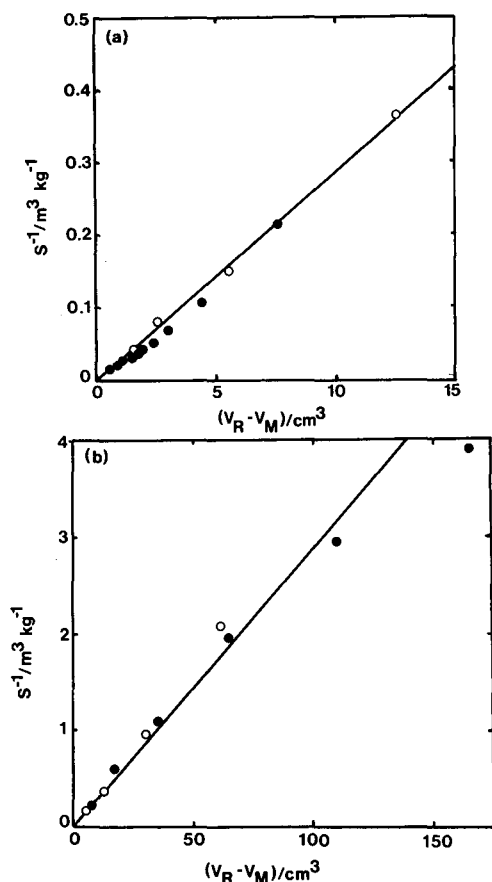 (a)
0.5
0.4
0.3
0.2
0.1
0
S⁻¹/m³ kg⁻¹
0 5 10 15
(V_R-V_M)/cm³
(b)
4
3
2
1
0
S⁻¹/m³ kg⁻¹
0 50 100 150
(V_R-V_M)/cm³